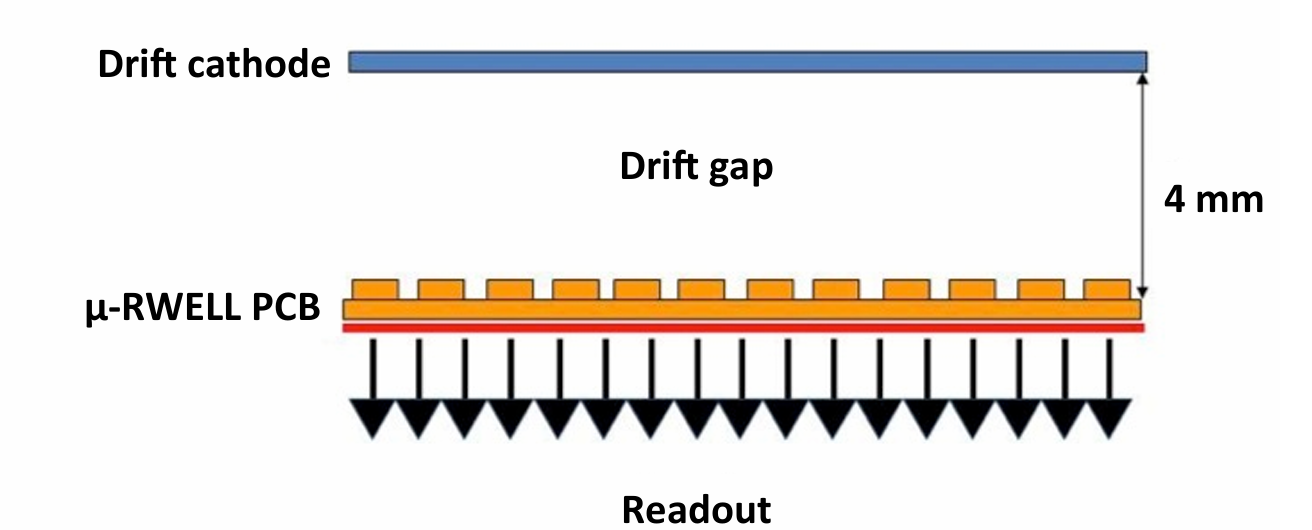 Drift cathode
Drift gap
4 mm
μ-RWELL PCB
Readout